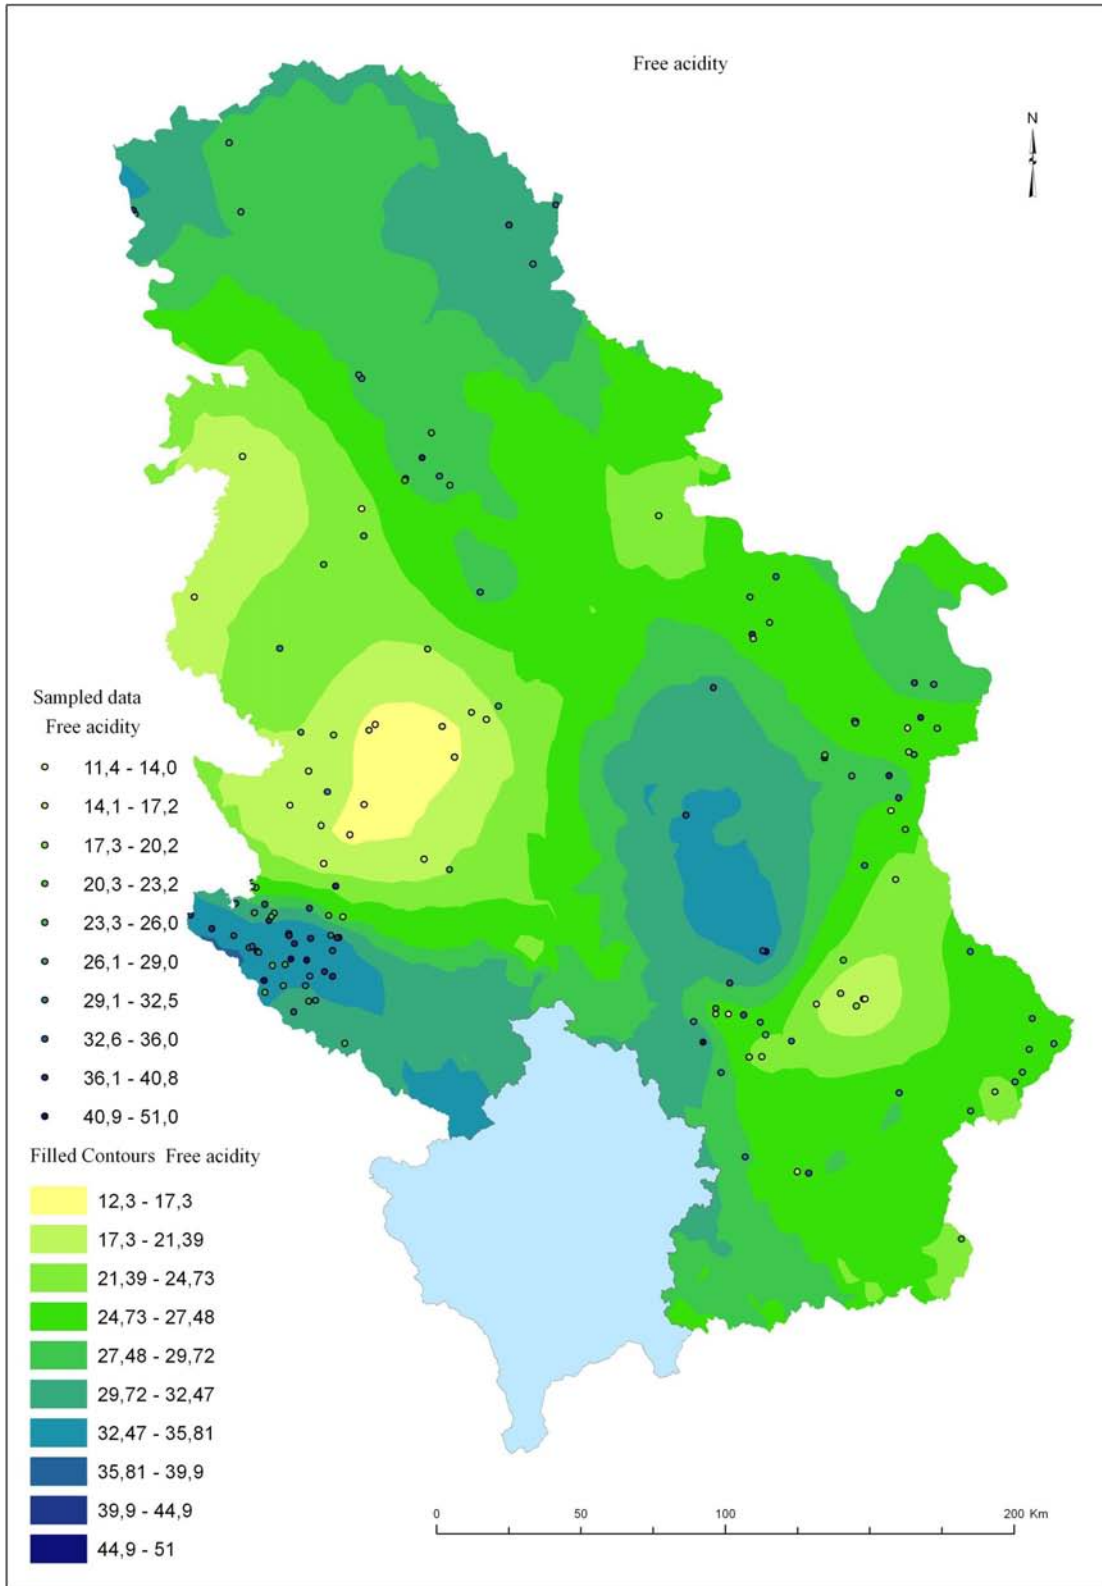 Free acidity
N
Sampled data
Free acidity
11,4 - 14,0
14,1 - 17,2
17,3 - 20,2
20,3 - 23,2
23,3 - 26,0
26,1 - 29,0
29,1 - 32,5
32,6 - 36,0
36,1 - 40,8
40,9 - 51,0
Filled Contours Free acidity
12,3 - 17,3
17,3 - 21,39
21,39 - 24,73
24,73 - 27,48
27,48 - 29,72
29,72 - 32,47
32,47 - 35,81
35,81 - 39,9
39,9 - 44,9
44,9 - 51
0 50 100 200 Km